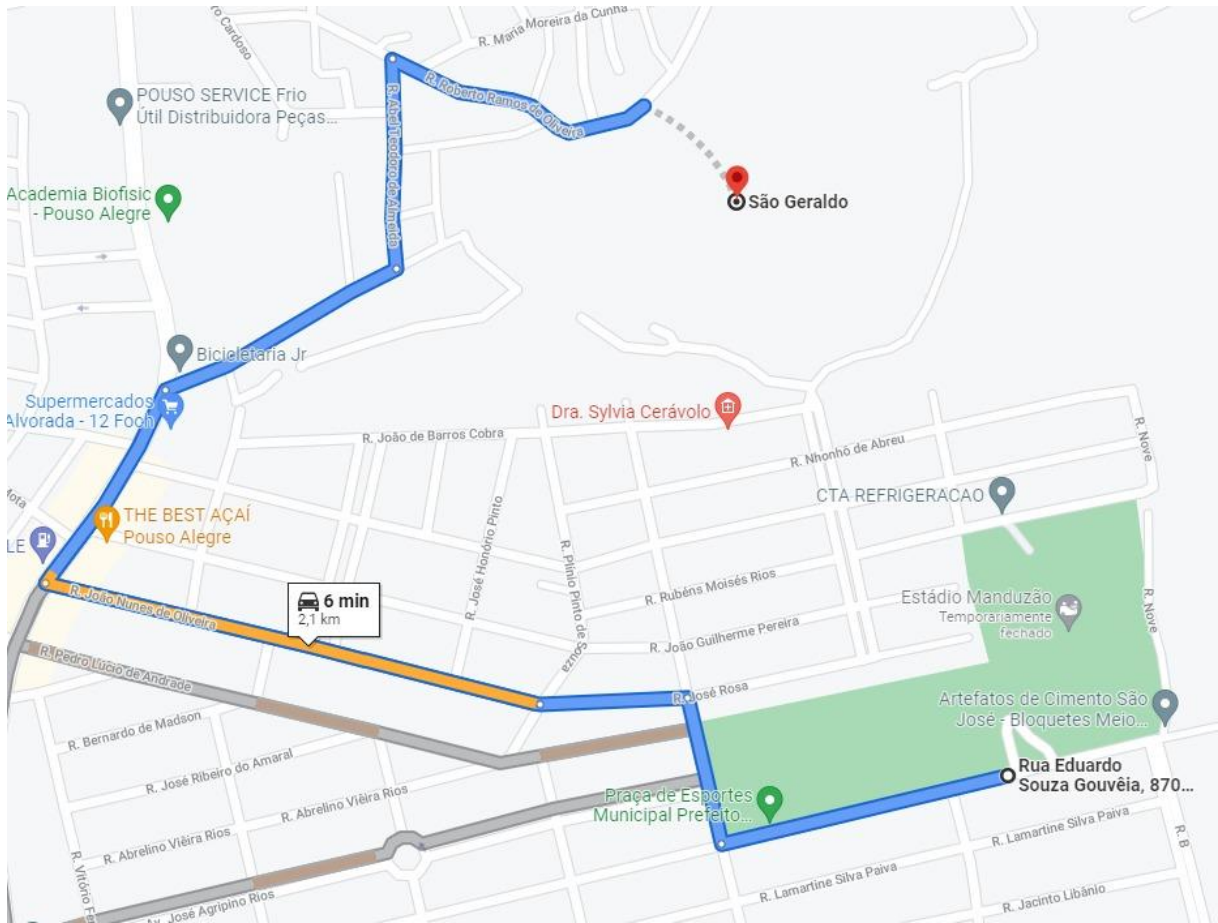 R. Maria Moreira da Cunha
Cardoso
POUSO SERVICE Frio
Útil Distribuidora Peças...
R. Roberto Ramos de Oliveira
R. Abel Teodoro de Almeida
Academia Biofisic
- Pouso Alegre
São Geraldo
Bicicletaria Jr
Supermercados
Alvorada - 12 Foch
Dra. Sylvia Cerávolo
R. João de Barros Cobra
R. Nhonhô de Abreu
R. Nove
CTA REFRIGERACAO
Mota
THE BEST AÇAÍ
Pouso Alegre
LE
R. José Honório Pinto
R. Plínio Pinto de Souza
R. Rubéns Moisés Rios
R. João Nunes de Oliveira
6 min
2,1 km
Estádio Manduzão
Temporariamente
fechado
R. Nove
R. João Guilherme Pereira
R. Pedro Lúcio de Andrade
R. José Rosa
Artefatos de Cimento São
José - Bloquetes Meio...
R. Bernardo de Madson
R. José Ribeiro do Amaral
Rua Eduardo
Souza Gouvêia, 870...
Praça de Esportes
Municipal Prefeito...
R. Abrelino Viêira Rios
R. Abrelino Viêira Rios
R. Lamartine Silva Paiva
R. B
R. Lamartine Silva Paiva
R. Vitório
Av. José Agripino Rios
R. Jacinto Libânio